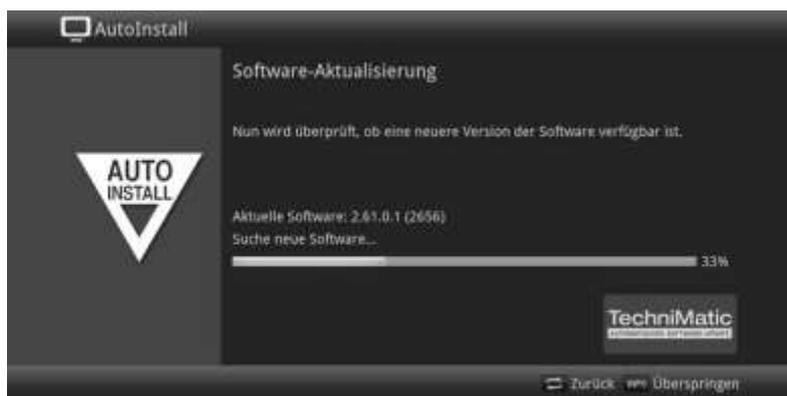 AutoInstall
Software-Aktualisierung
Nun wird überprüft, ob eine neuere Version der Software verfügbar ist.
AUTO
INSTALL
Aktuelle Software: 2.61.0.1 (2656)
Suche neue Software...
33%
TechniMatic
Zurück Überspringen